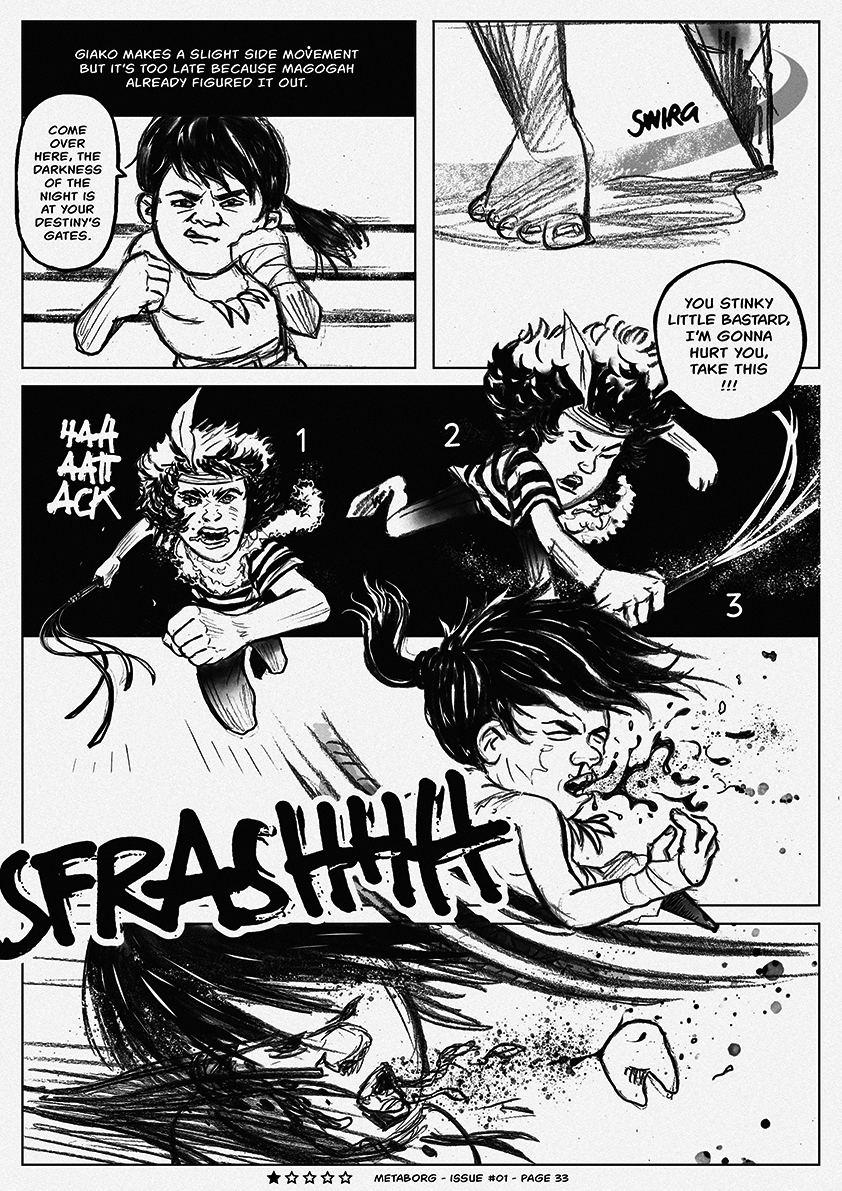 GIAKO MAKES A SLIGHT SIDE MOVEMENT
BUT IT'S TOO LATE BECAUSE MAGOGAH
ALREADY FIGURED IT OUT.
COME
OVER
HERE, THE
DARKNESS
OF THE
NIGHT IS
AT YOUR
DESTINY'S
GATES.
SWIRG
YOU STINKY
LITTLE BASTARD,
I'M GONNA
HURT YOU,
TAKE THIS
!!!
HAH
AATT
ACK
1
2
3
SFRASHHHH
METABORG - ISSUE #01 - PAGE 33